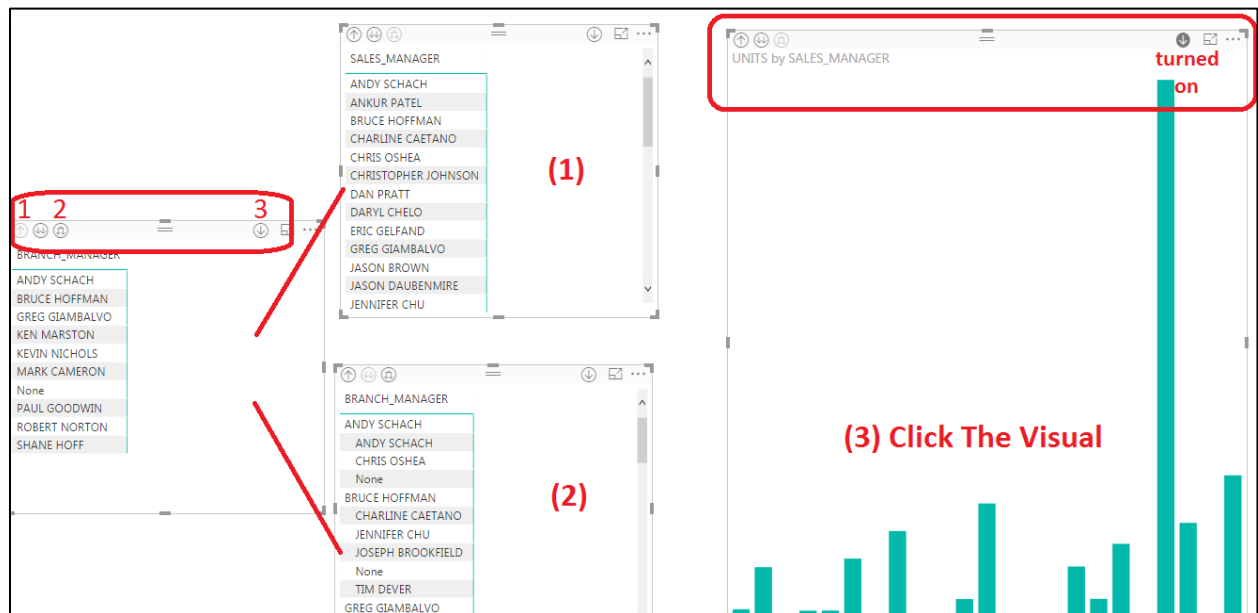 1 2 3
BRANCH_MANAGER
ANDY SCHACH
BRUCE HOFFMAN
GREG GIAMBALVO
KEN MARSTON
KEVIN NICHOLS
MARK CAMERON
None
PAUL GOODWIN
ROBERT NORTON
SHANE HOFF
SALES_MANAGER
ANDY SCHACH
ANKUR PATEL
BRUCE HOFFMAN
CHARLINE CAETANO
CHRIS OSHEA
CHRISTOPHER JOHNSON
DAN PRATT
DARYL CHELO
ERIC GELFAND
GREG GIAMBALVO
JASON BROWN
JASON DAUBENMIRE
JENNIFER CHU
(1)
BRANCH_MANAGER
ANDY SCHACH
ANDY SCHACH
CHRIS OSHEA
None
BRUCE HOFFMAN
CHARLINE CAETANO
JENNIFER CHU
JOSEPH BROOKFIELD
None
TIM DEVER
GREG GIAMBALVO
(2)
UNITS by SALES_MANAGER
turned
on
(3) Click The Visual